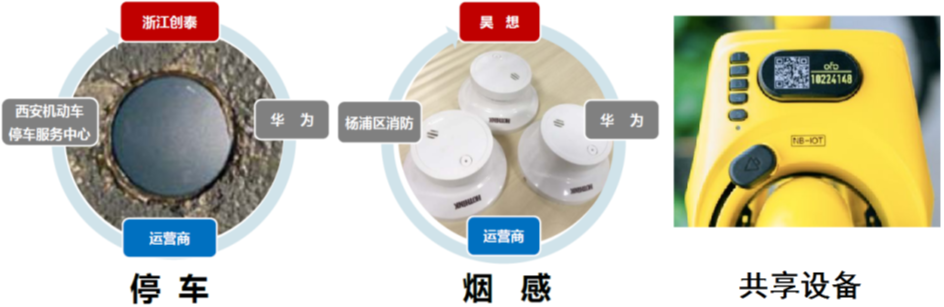 浙江创泰
西安机动车
停车服务中心
华 为
运营商
停 车
昊 想
杨浦区消防
华 为
运营商
烟 感
ofo
10224148
NB-IOT
共享设备